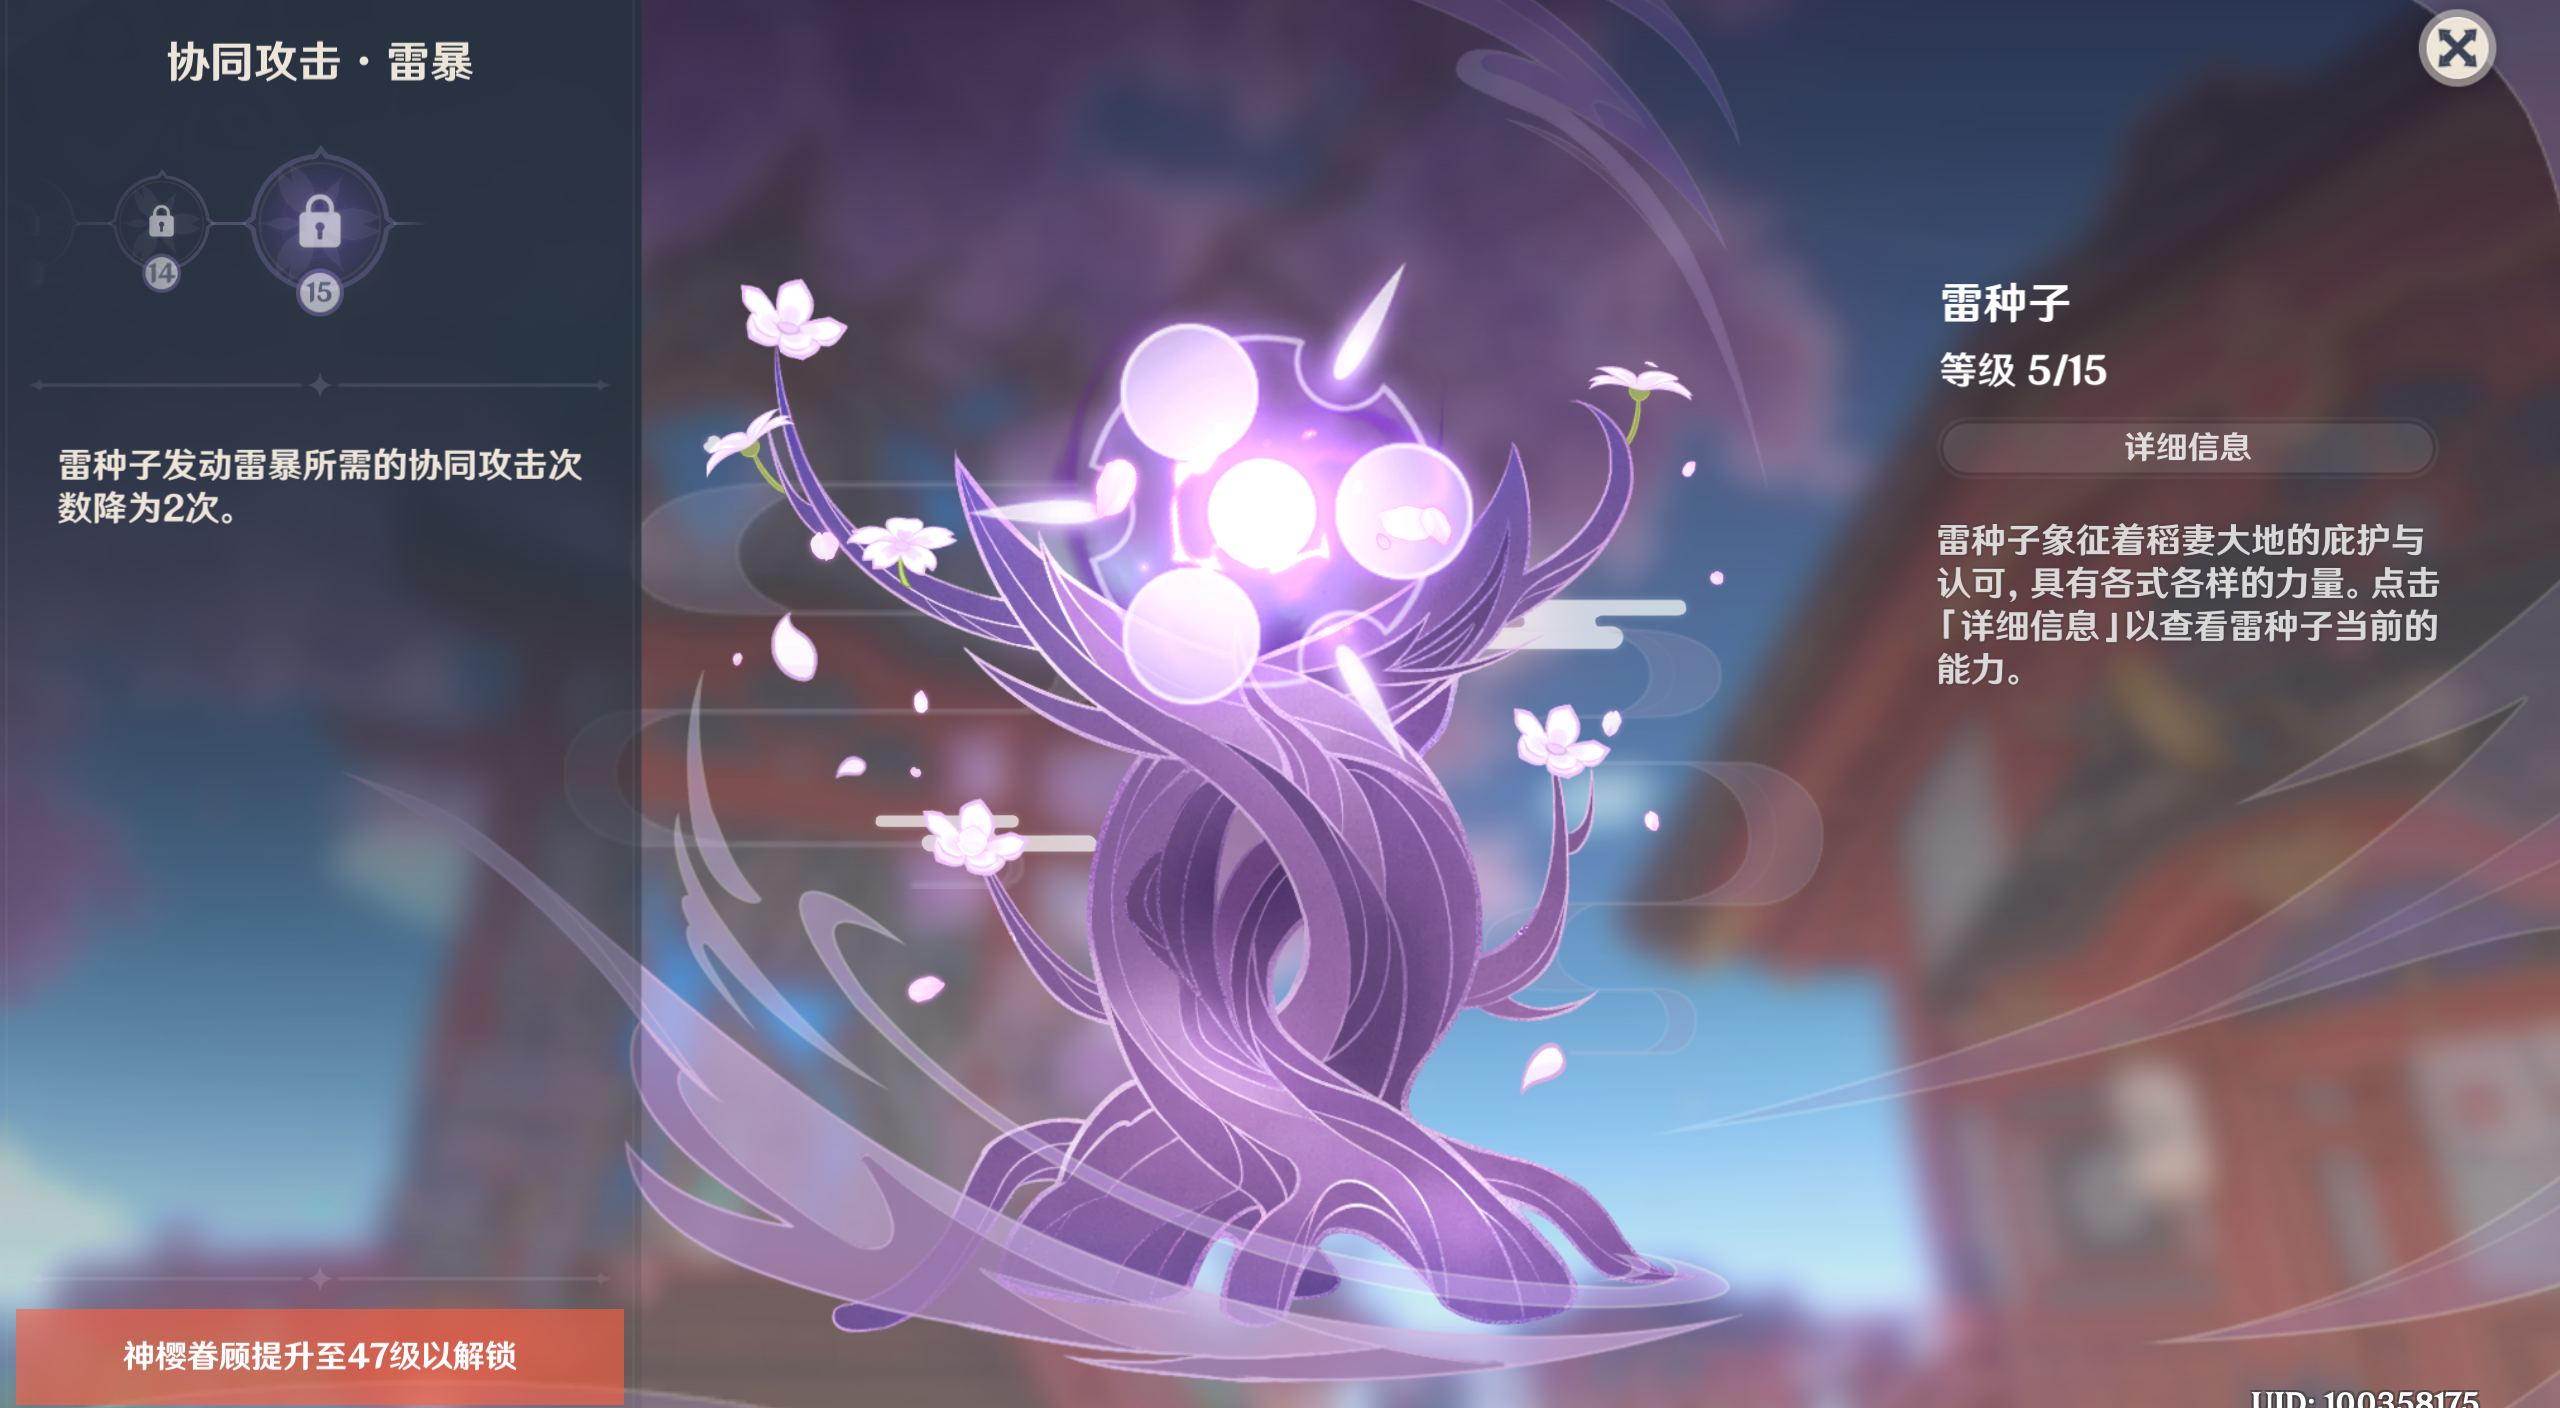 协同攻击·雷暴
14
15
雷种子发动雷暴所需的协同攻击次
数降为2次。
神樱眷顾提升至47级以解锁
雷种子
等级 5/15
详细信息
雷种子象征着稻妻大地的庇护与
认可，具有各式各样的力量。点击
「详细信息」以查看雷种子当前的
能力。
UID: 100358175